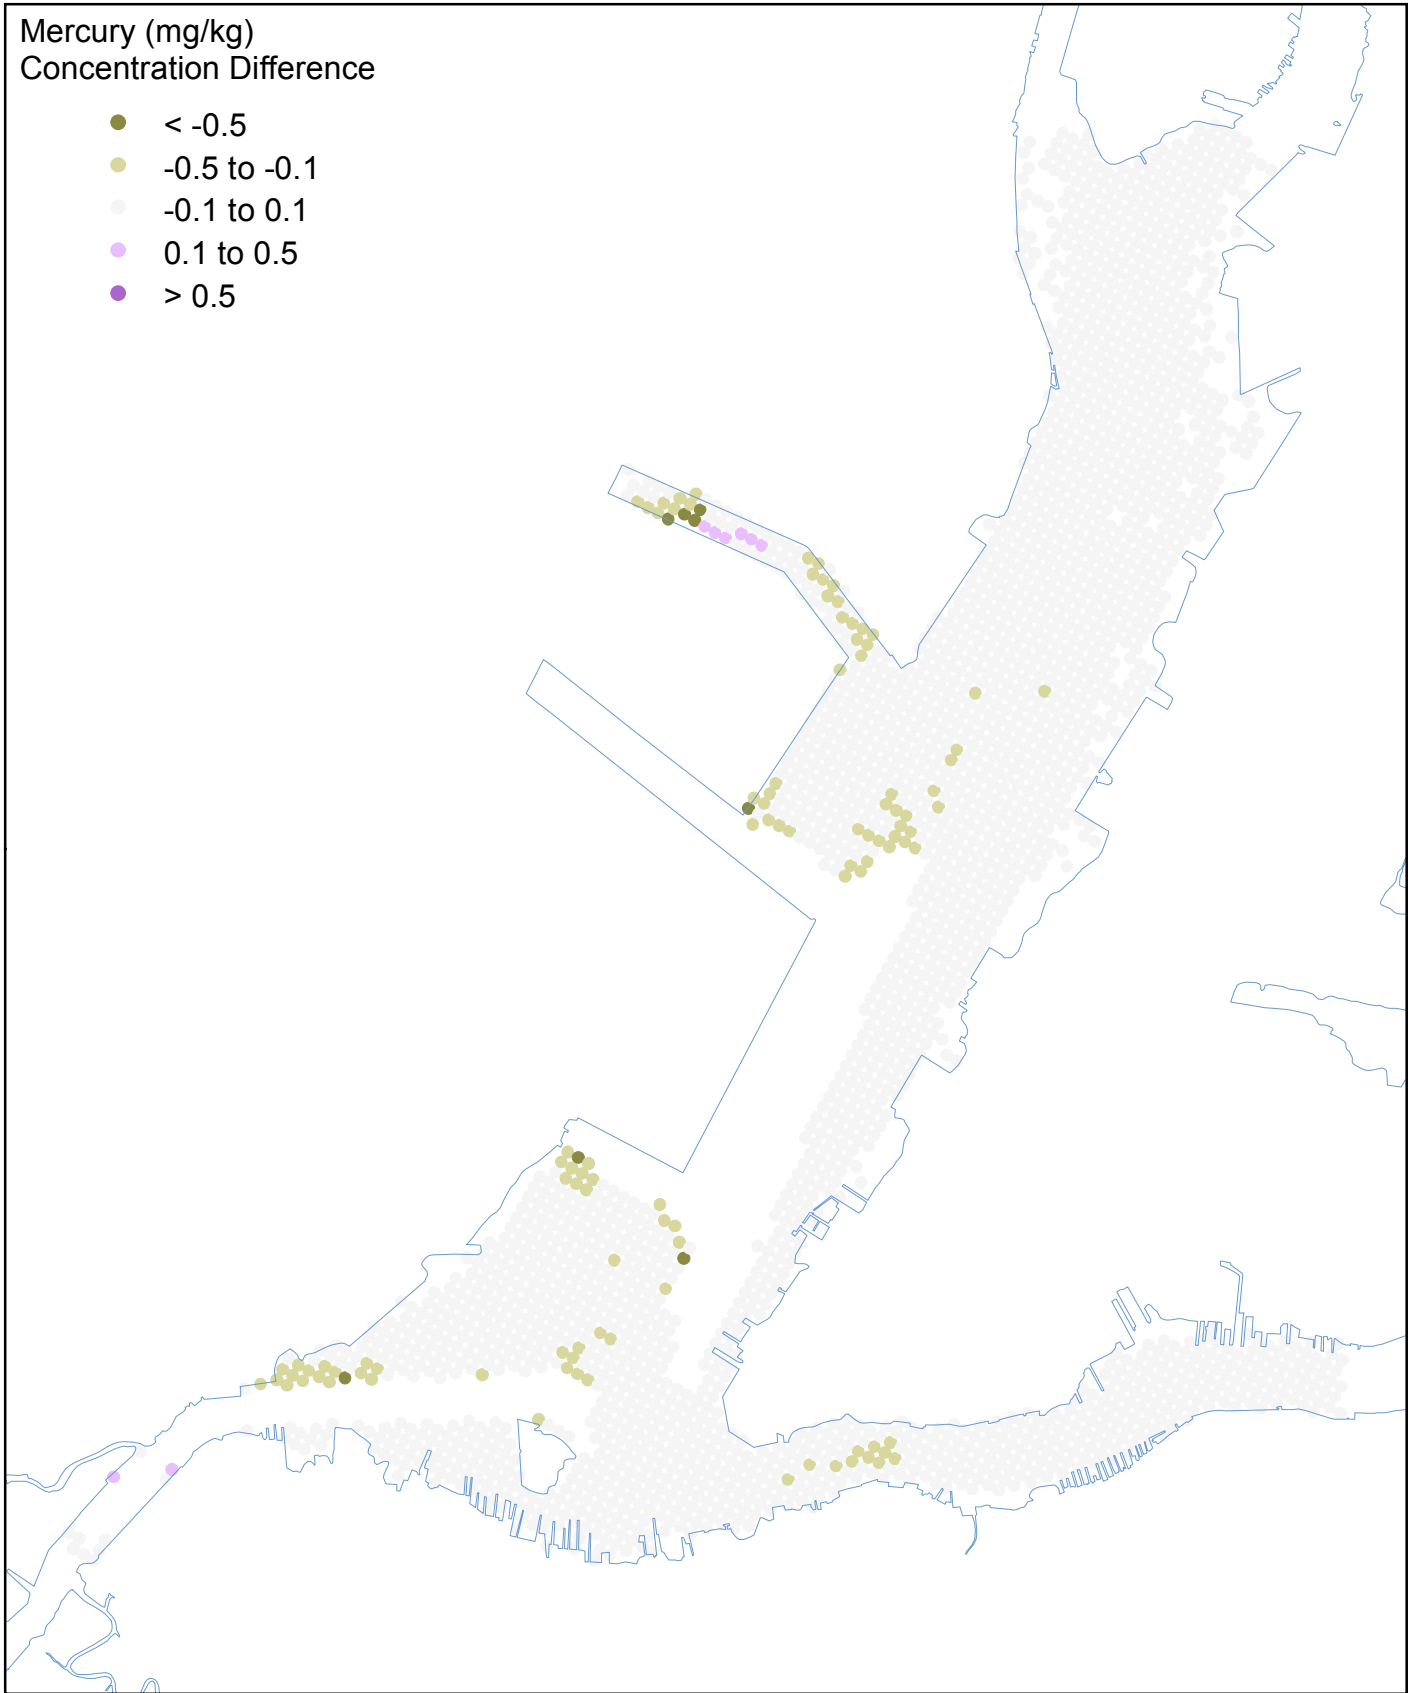 Mercury (mg/kg)
Concentration Difference
< -0.5
-0.5 to -0.1
-0.1 to 0.1
0.1 to 0.5
> 0.5